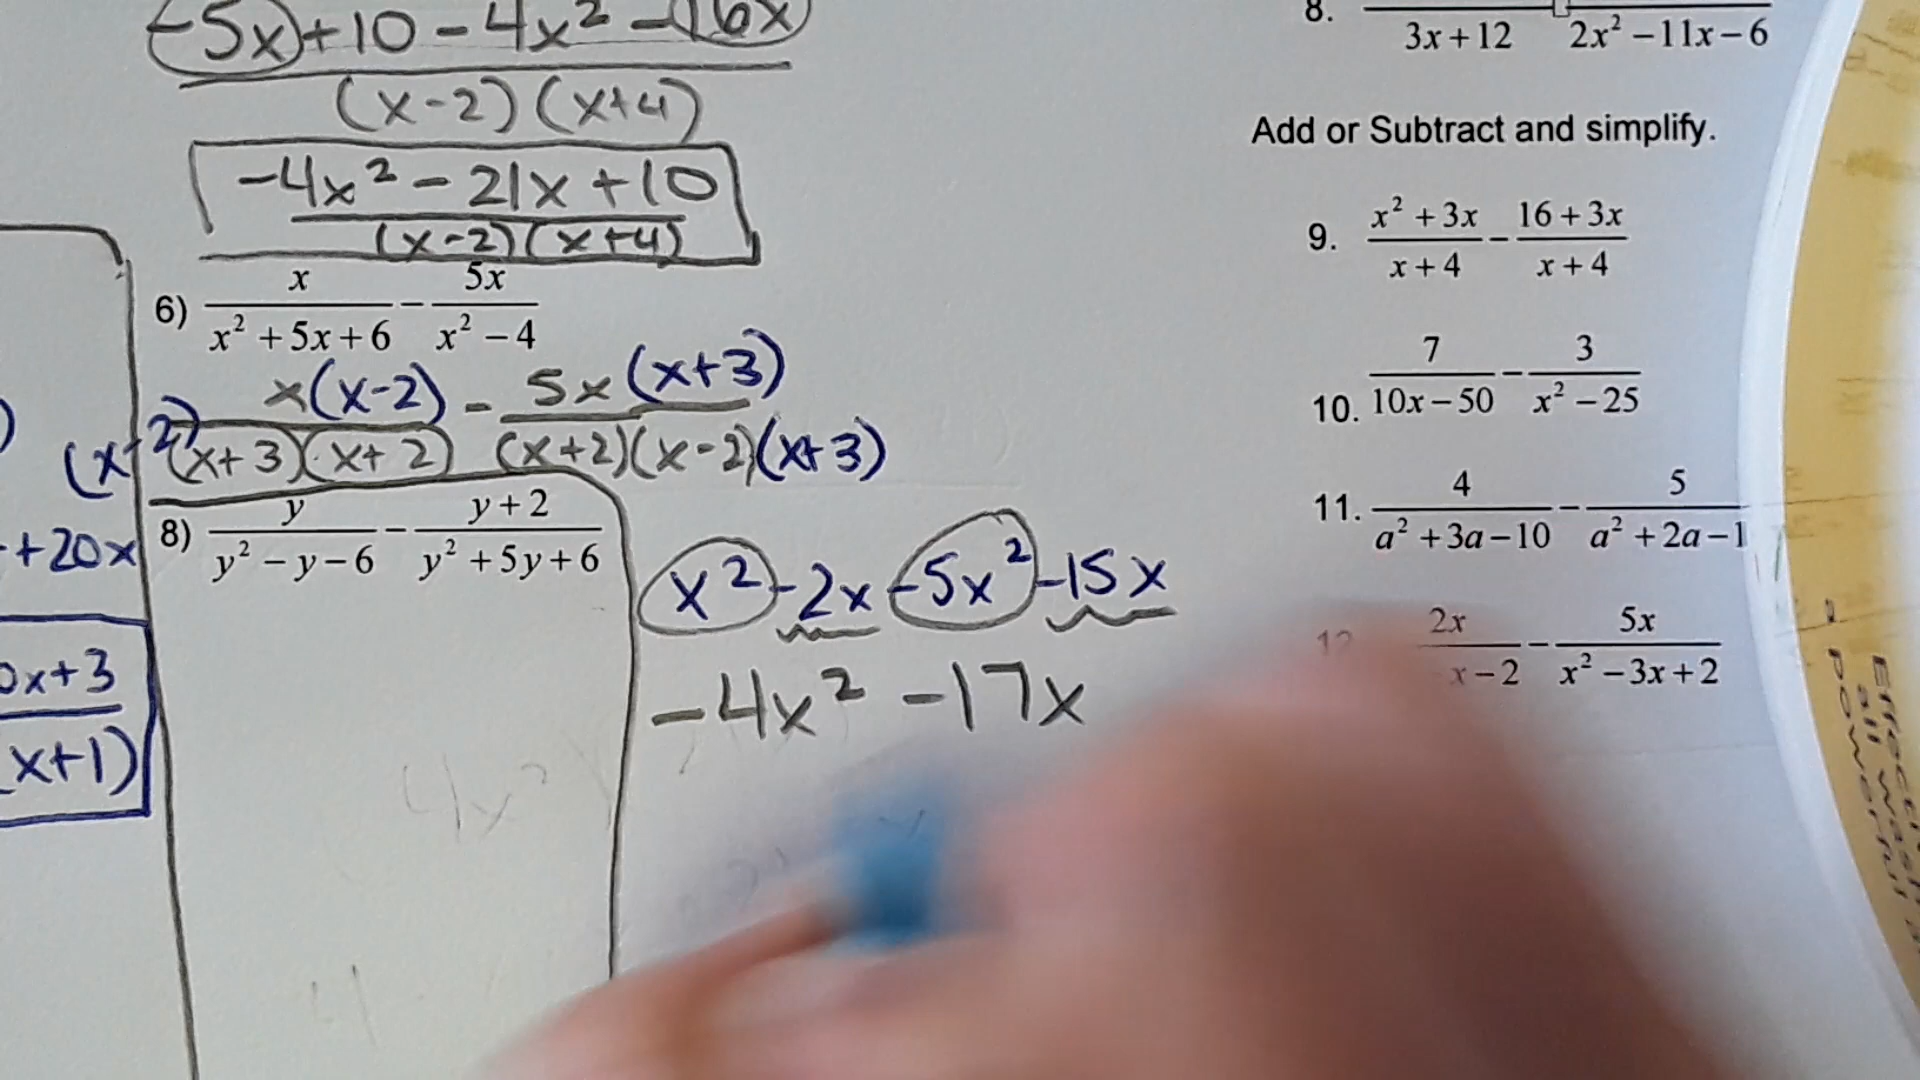 -5x+10-4x²-16x
(x-2)(x+4)
-4x²-21x+10
(x-2)(x+4)
6) x / x²+5x+6 - 5x / x²-4
x(x-2) - 5x(x+3)
(x-2)(x+3)(x+2) (x+2)(x-2)(x+3)
8) y / y²-y-6 - y+2 / y²+5y+6
+20x
x²-2x-5x²-15x
-4x²-17x
x+3
x+1)
4x²
8.
3x+12 2x²-11x-6
Add or Subtract and simplify.
9. x²+3x / x+4 - 16+3x / x+4
10. 7 / 10x-50 - 3 / x²-25
11. 4 / a²+3a-10 - 5 / a²+2a-1
12 2x / x-2 - 5x / x²-3x+2